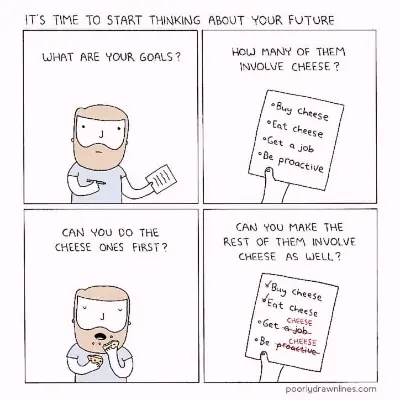 IT'S TIME TO START THINKING ABOUT YOUR FUTURE
WHAT ARE YOUR GOALS?
HOW MANY OF THEM
INVOLVE CHEESE?
• Buy cheese
• Eat cheese
• Get a job
• Be proactive
CAN YOU DO THE
CHEESE ONES FIRST?
CAN YOU MAKE THE
REST OF THEM INVOLVE
CHEESE AS WELL?
✓Buy cheese
✓Eat cheese
CHEESE
• Get a job
CHEESE
• Be proactive
poorlydrawnlines.com